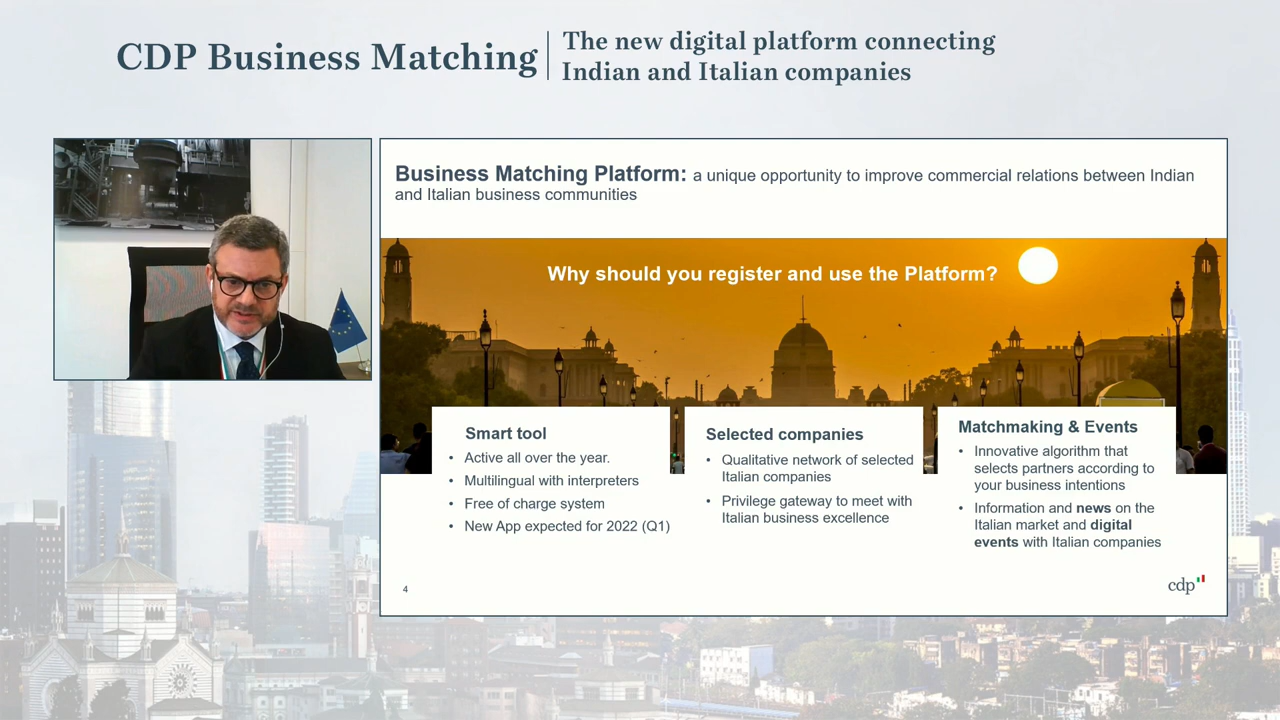 CDP Business Matching
The new digital platform connecting
Indian and Italian companies
Business Matching Platform: a unique opportunity to improve commercial relations between Indian
and Italian business communities
Why should you register and use the Platform?
Smart tool
• Active all over the year.
• Multilingual with interpreters
• Free of charge system
• New App expected for 2022 (Q1)
Selected companies
• Qualitative network of selected
Italian companies
• Privilege gateway to meet with
Italian business excellence
Matchmaking & Events
• Innovative algorithm that
selects partners according to
your business intentions
• Information and news on the
Italian market and digital
events with Italian companies
4
cdp